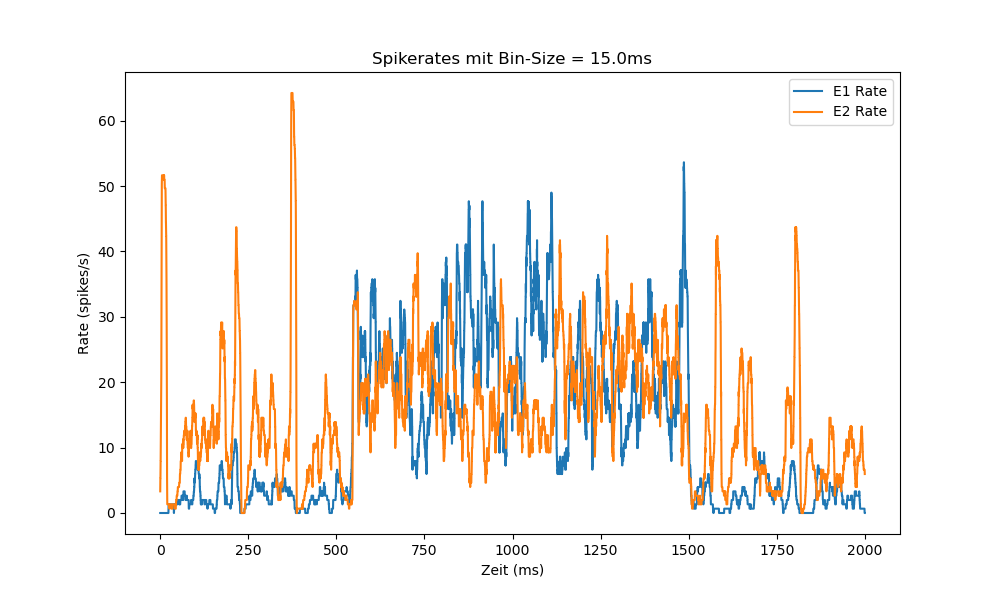 Spikerates mit Bin-Size = 15.0ms
E1 Rate
E2 Rate
Rate (spikes/s)
60
50
40
30
20
10
0
0 250 500 750 1000 1250 1500 1750 2000
Zeit (ms)